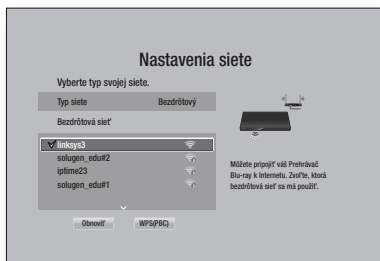 Nastavenia siete
Vyberte typ svojej siete.
Typ siete Bezdrôtový
Bezdrôtová sieť
linksys3
solugen_edu#2
iptime23
solugen_edu#1
Obnoviť WPS(PBC)
Môžete pripojiť váš Prehrávač
Blu-ray k Internetu. Zvoľte, ktorá
bezdrôtová sieť sa má použiť.